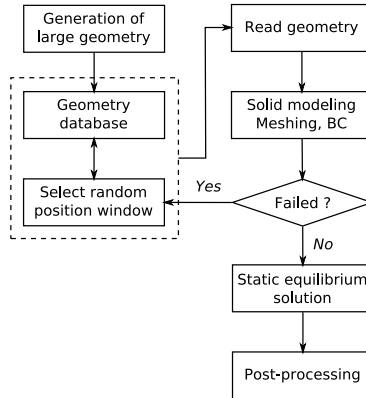 Generation of
large geometry
Geometry
database
Select random
position window
Read geometry
Solid modeling
Meshing, BC
Failed ?
Yes
No
Static equilibrium
solution
Post-processing